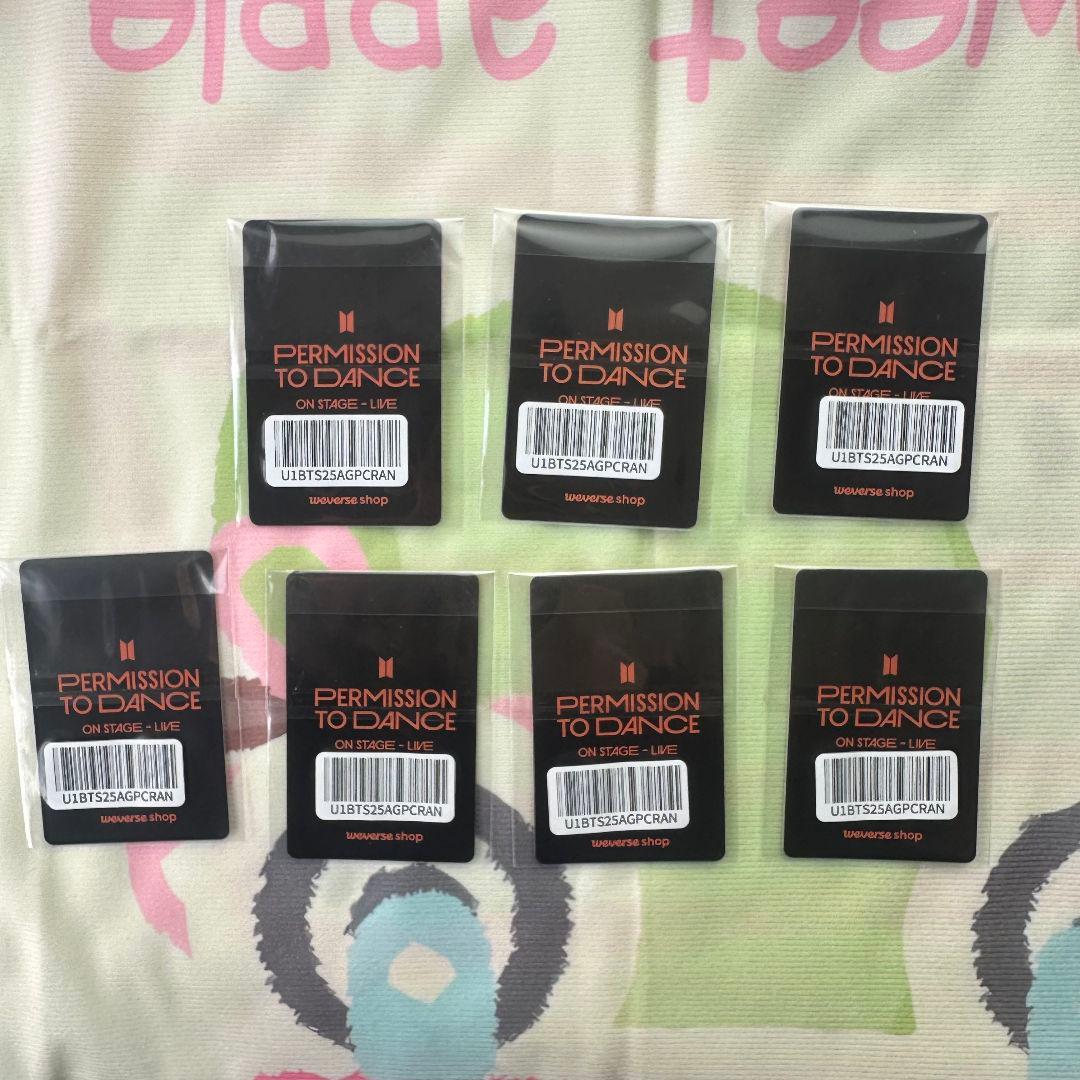 PERMISSION
TO DANCE
ON STAGE - LIVE
U1BTS25AGPCRAN
weverse shop
PERMISSION
TO DANCE
ON STAGE - LIVE
U1BTS25AGPCRAN
weverse shop
PERMISSION
TO DANCE
ON STAGE - LIVE
U1BTS25AGPCRAN
weverse shop
PERMISSION
TO DANCE
ON STAGE - LIVE
U1BTS25AGPCRAN
weverse shop
PERMISSION
TO DANCE
ON STAGE - LIVE
U1BTS25AGPCRAN
weverse shop
PERMISSION
TO DANCE
ON STAGE - LIVE
U1BTS25AGPCRAN
weverse shop
PERMISSION
TO DANCE
ON STAGE - LIVE
U1BTS25AGPCRAN
weverse shop